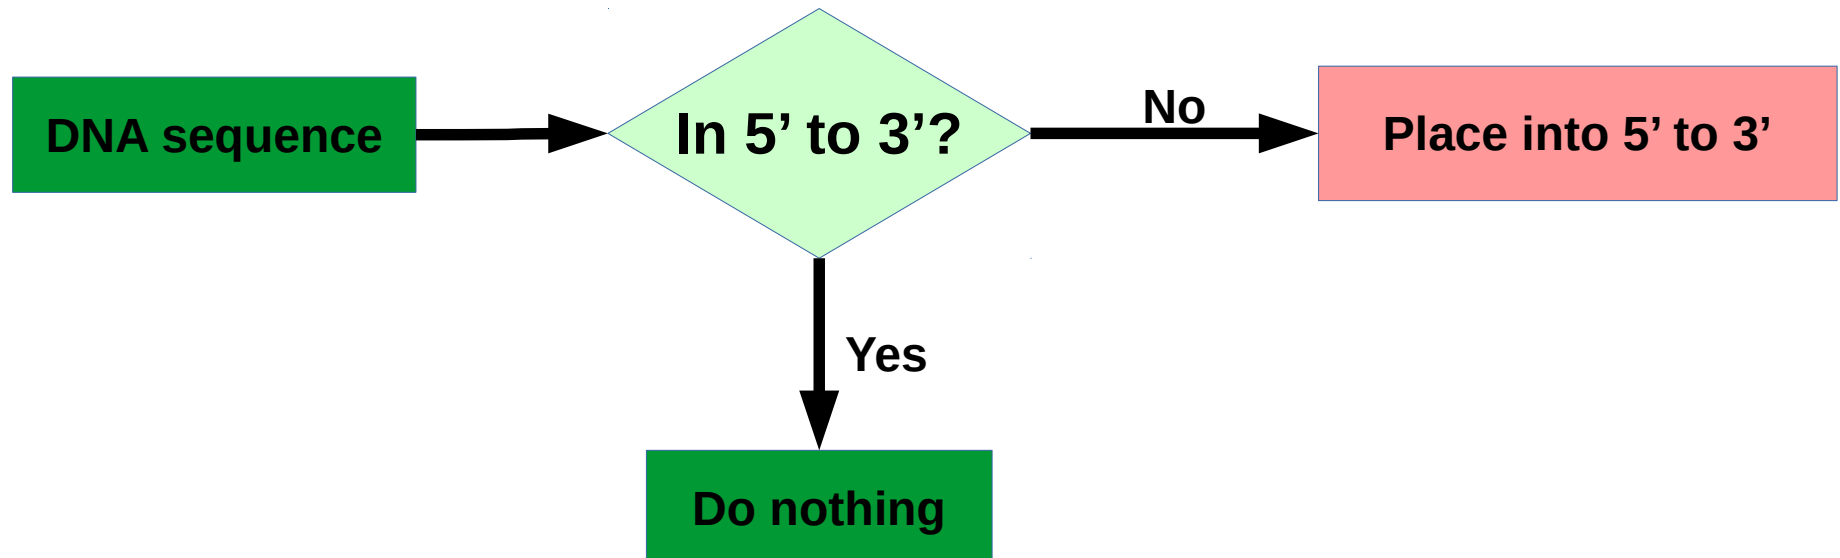 DNA sequence
In 5’ to 3’?
No
Place into 5’ to 3’
Yes
Do nothing